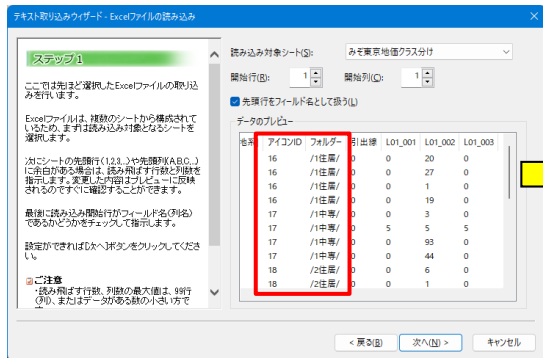 テキスト取り込みウィザード - Excelファイルの読み込み
ステップ1
ここでは先ほど選択したExcelファイルの取り込
みを行います。
Excelファイルは、複数のシートから構成されて
いるため、まずは読み込み対象となるシートを
選択します。
次にシートの先頭行(1,2,3...)や先頭列(A,B,C...)
に余白がある場合は、読み飛ばす行数と列数を
指示します。変更した内容はプレビューに反映
されるのですぐに確認することができます。
最後に読み込み開始行がフィールド名(列名)
であるかどうかをチェックして指示します。
設定ができれば[次へ]ボタンをクリックしてくださ
い。
ご注意
・読み飛ばす行数、列数の最大値は、99行
(列)、またはデータがある数の小さい方で
読み込み対象シート(S): みぞ東京地価クラス分け
開始行(R): 1 開始列(C): 1
先頭行をフィールド名として扱う(L)
データのプレビュー
地系 アイコンID フォルダー 引出線 L01_001 L01_002 L01_003
16 /1住居/ 0 0 20 0
16 /1住居/ 0 0 27 0
16 /1住居/ 0 0 1 0
16 /1住居/ 0 0 19 0
17 /1中専/ 0 0 3 0
17 /1中専/ 0 5 5 5
17 /1中専/ 0 0 93 0
17 /1中専/ 0 0 44 0
18 /2住居/ 0 0 6 0
18 /2住居/ 0 0 1 0
< 戻る(B) 次へ(N) > キャンセル